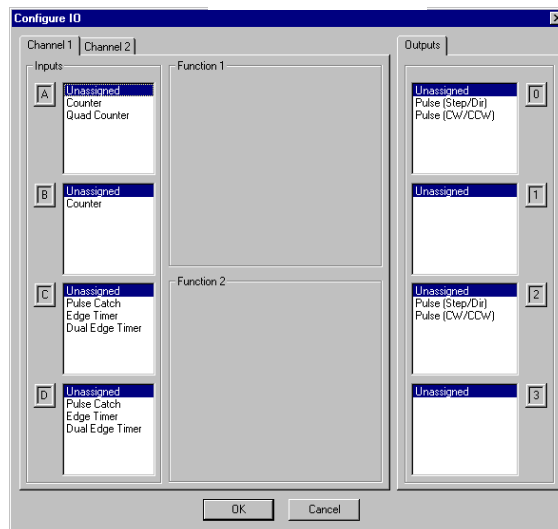 Configure IO
Channel 1
Channel 2
Inputs
A
Unassigned
Counter
Quad Counter
B
Unassigned
Counter
C
Unassigned
Pulse Catch
Edge Timer
Dual Edge Timer
D
Unassigned
Pulse Catch
Edge Timer
Dual Edge Timer
Function 1
Function 2
Outputs
Unassigned
Pulse (Step/Dir)
Pulse (CW/CCW)
0
Unassigned
1
Unassigned
Pulse (Step/Dir)
Pulse (CW/CCW)
2
Unassigned
3
OK
Cancel